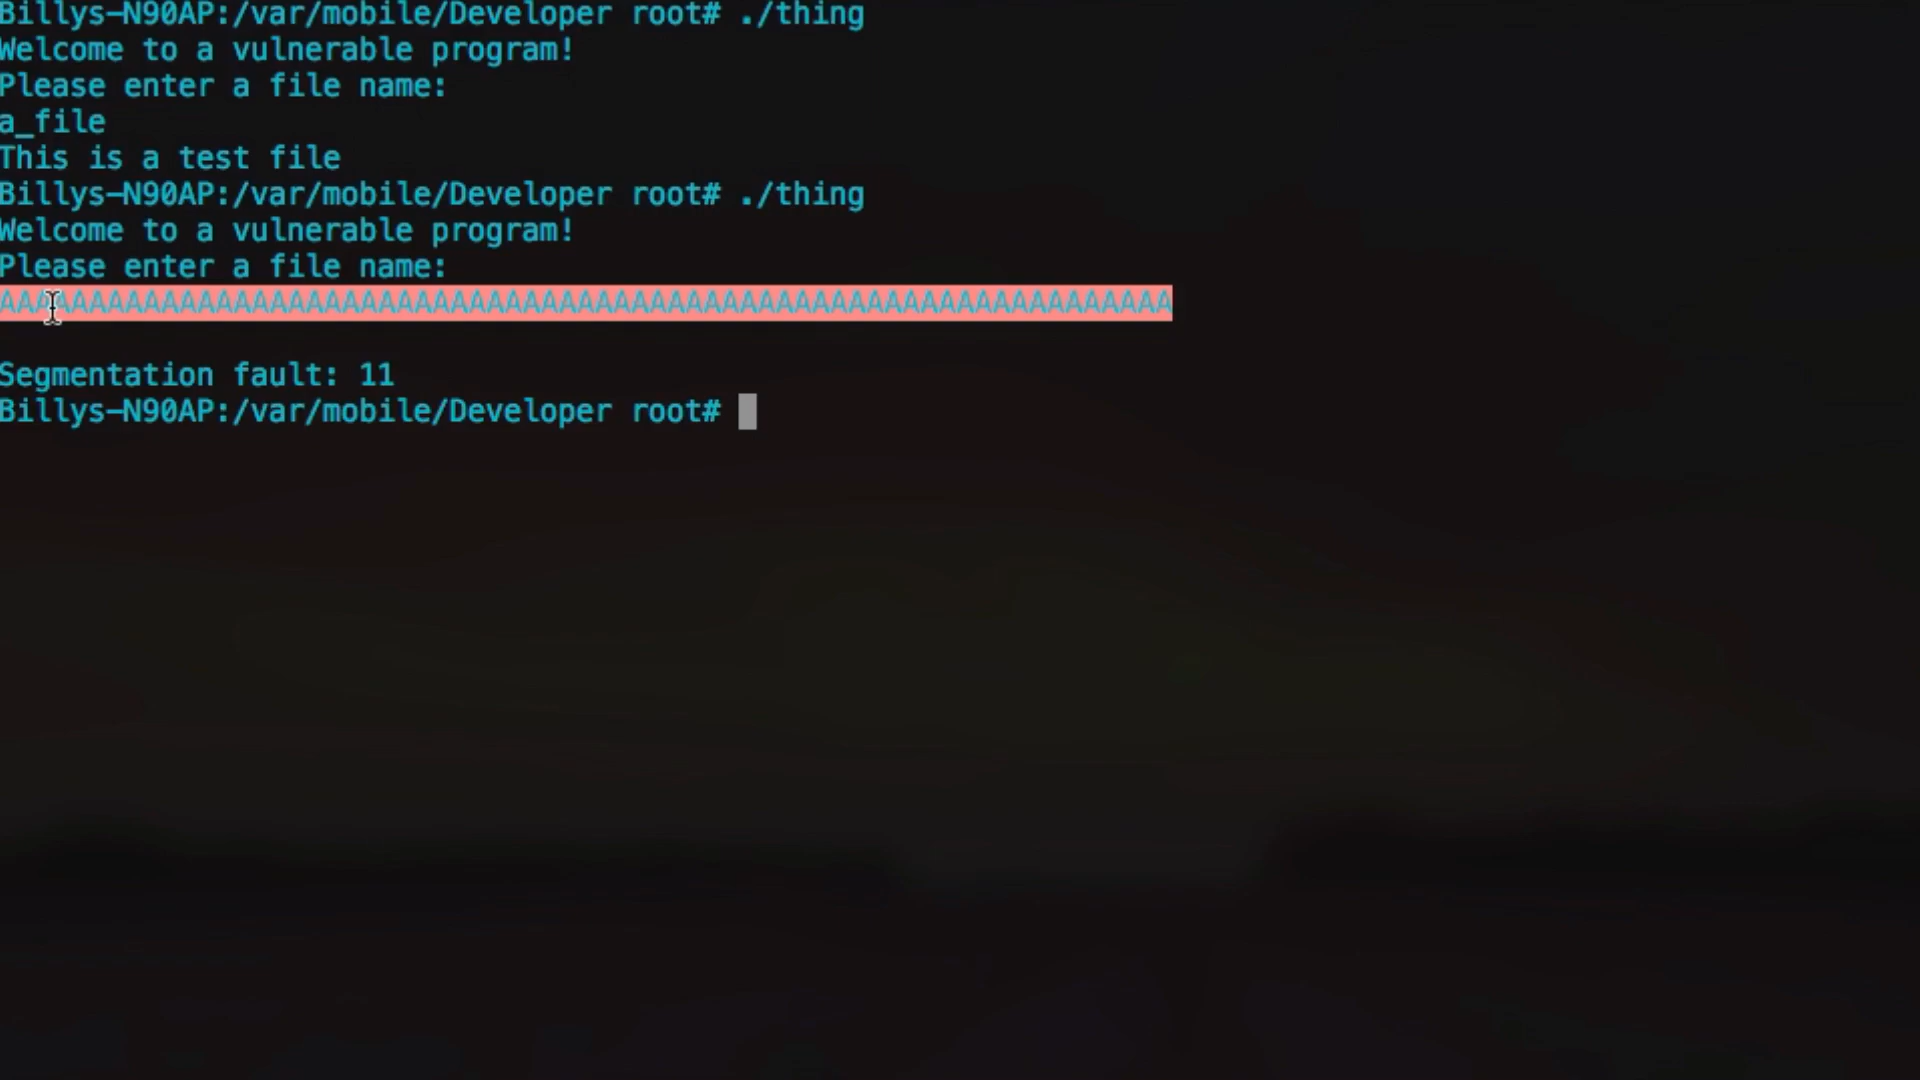 Billys-N90AP:/var/mobile/Developer root# ./thing
Welcome to a vulnerable program!
Please enter a file name:
a_file
This is a test file
Billys-N90AP:/var/mobile/Developer root# ./thing
Welcome to a vulnerable program!
Please enter a file name:
AAAAAAAAAAAAAAAAAAAAAAAAAAAAAAAAAAAAAAAAAAAAAAAAAAAAAAAAAAAAAAAAA
Segmentation fault: 11
Billys-N90AP:/var/mobile/Developer root#